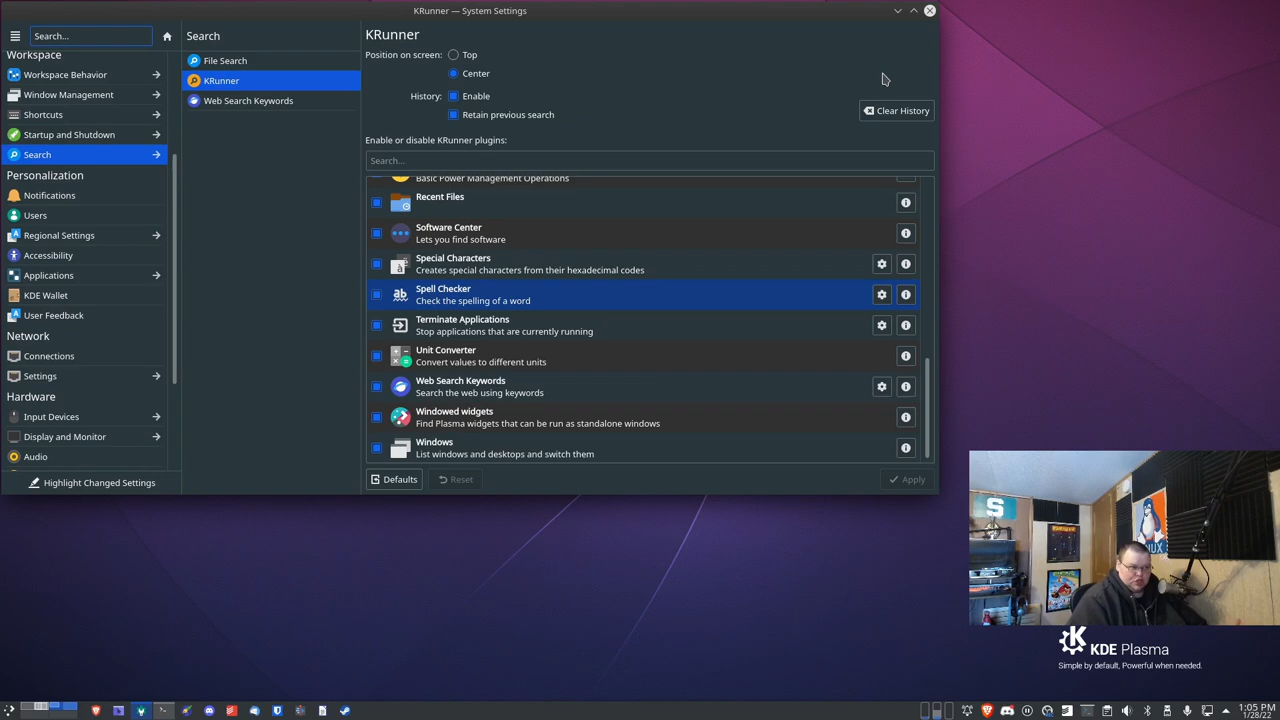 KRunner — System Settings
Search...
Workspace
Workspace Behavior
Window Management
Shortcuts
Startup and Shutdown
Search
Personalization
Notifications
Users
Regional Settings
Accessibility
Applications
KDE Wallet
User Feedback
Network
Connections
Settings
Hardware
Input Devices
Display and Monitor
Audio
Highlight Changed Settings
Search
File Search
KRunner
Web Search Keywords
KRunner
Position on screen:
Top
Center
History:
Enable
Retain previous search
Clear History
Enable or disable KRunner plugins:
Search...
Basic Power Management Operations
Recent Files
Software Center
Lets you find software
Special Characters
Creates special characters from their hexadecimal codes
Spell Checker
Check the spelling of a word
Terminate Applications
Stop applications that are currently running
Unit Converter
Convert values to different units
Web Search Keywords
Search the web using keywords
Windowed widgets
Find Plasma widgets that can be run as standalone windows
Windows
List windows and desktops and switch them
Defaults
Reset
Apply
S
KDE Plasma
Simple by default, Powerful when needed.
1:05 PM
1/28/22